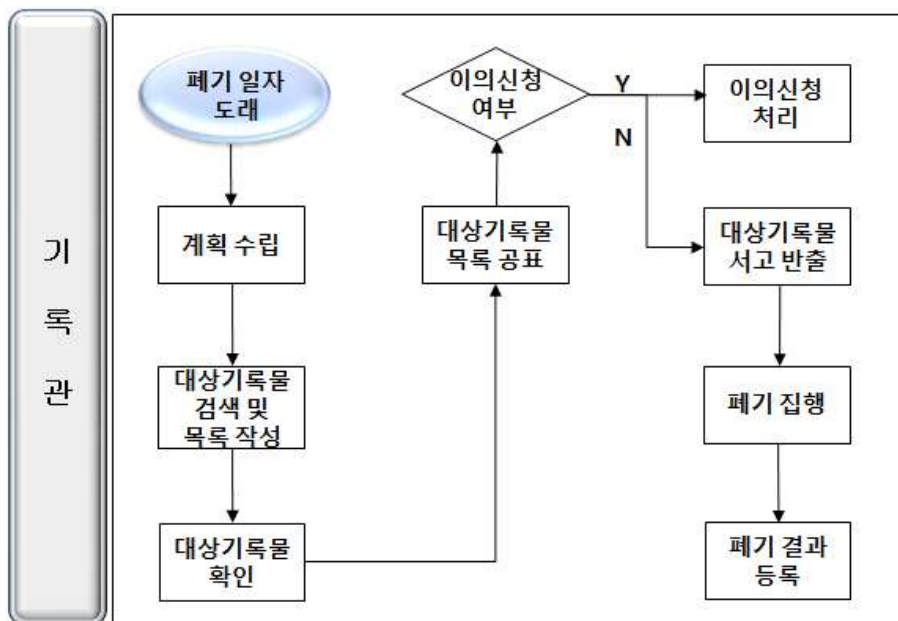 기
록
관
폐기 일자
도래
계획 수립
대상기록물
검색 및
목록 작성
대상기록물
확인
대상기록물
목록 공표
이의신청
여부
Y
N
이의신청
처리
대상기록물
서고 반출
폐기 집행
폐기 결과
등록